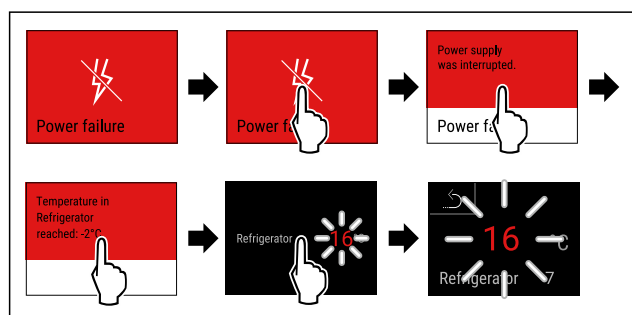 Power failure
Power fa
Power supply
was interrupted.
Power fa
Temperature in
Refrigerator
reached: -2°C
Refrigerator
16°C
16 °C
Refrigerator 7